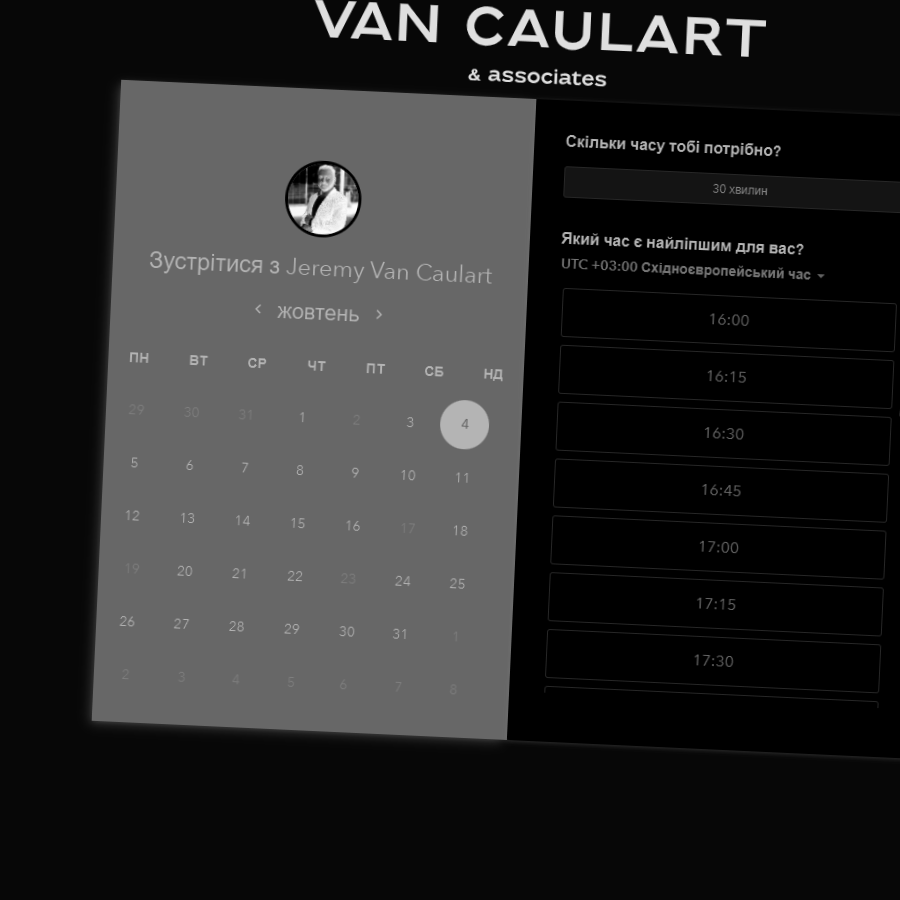 VAN CAULART
& associates
Зустрітися з Jeremy Van Caulart
жовтень
ПН ВТ СР ЧТ ПТ СБ НД
29 30 31 1 2 3 4
5 6 7 8 9 10 11
12 13 14 15 16 17 18
19 20 21 22 23 24 25
26 27 28 29 30 31 1
2 3 4 5 6 7 8
Скільки часу тобі потрібно?
30 хвилин
Який час є найліпшим для вас?
UTC +03:00 Східноєвропейський час
16:00
16:15
16:30
16:45
17:00
17:15
17:30